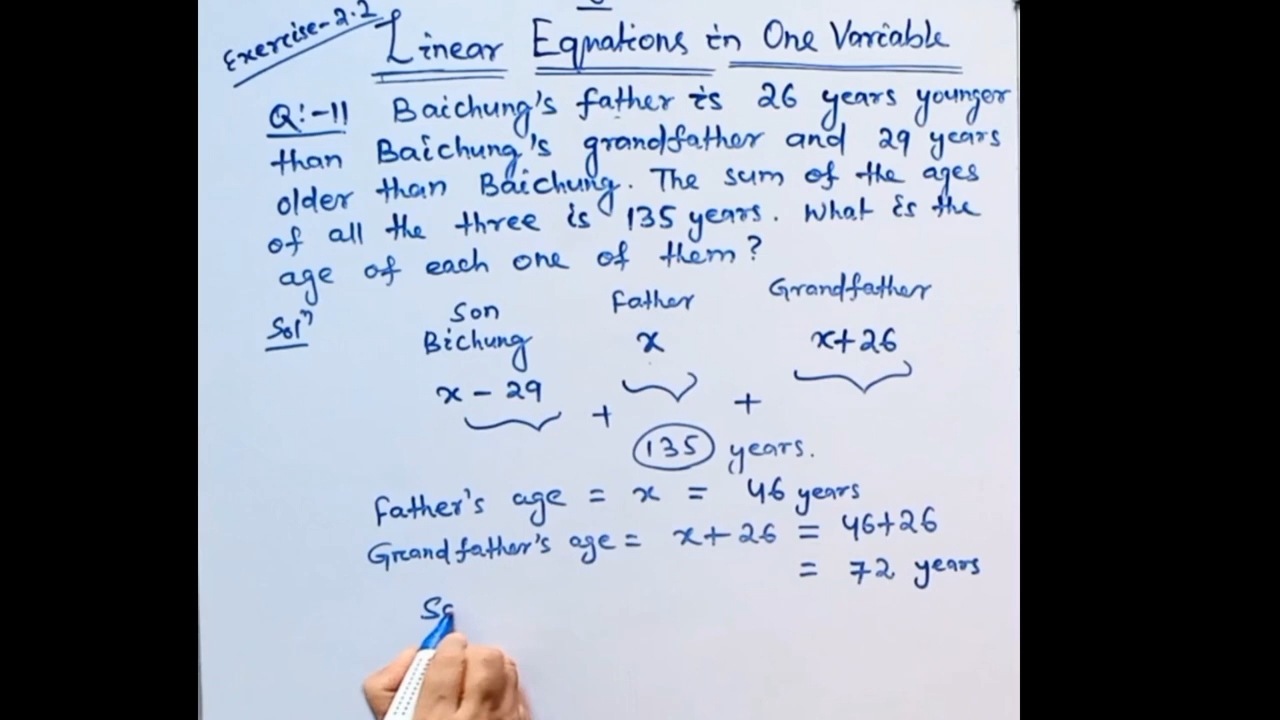 Exercise-2.2
Linear Equations in One Variable
Q:-11 Baichung's father is 26 years younger
than Baichung's grandfather and 29 years
older than Baichung. The sum of the ages
of all the three is 135 years. What is the
age of each one of them?
Solⁿ
Son Father Grandfather
Bichung x x+26
x - 29
+ +
135 years.
Father's age = x = 46 years
Grandfather's age = x+26 = 46+26
= 72 years
So